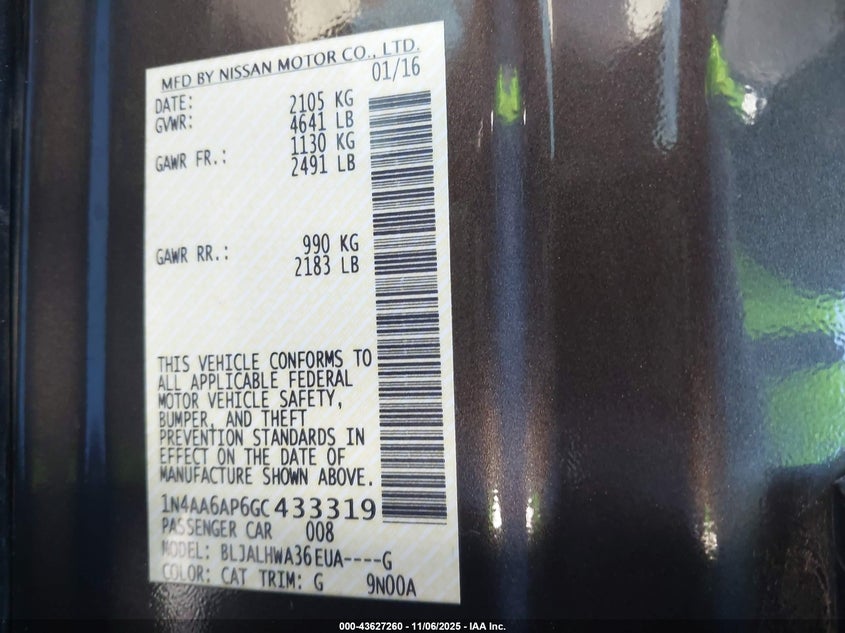 MFD BY NISSAN MOTOR CO., LTD.
DATE: 01/16
GVWR: 2105 KG
4641 LB
GAWR FR.: 1130 KG
2491 LB
GAWR RR.: 990 KG
2183 LB
THIS VEHICLE CONFORMS TO
ALL APPLICABLE FEDERAL
MOTOR VEHICLE SAFETY,
BUMPER, AND THEFT
PREVENTION STANDARDS IN
EFFECT ON THE DATE OF
MANUFACTURE SHOWN ABOVE.
1N4AA6AP6GC433319
PASSENGER CAR 008
MODEL: BLJALHWA36EUA----G
COLOR: CAT TRIM: G 9N00A
000-43627260 - 11/06/2025 - IAA Inc.